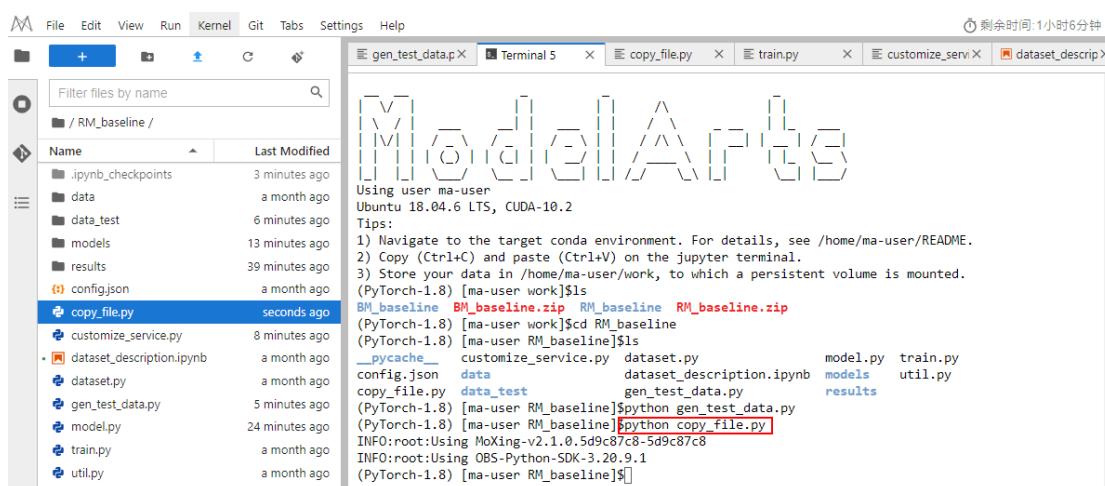 File Edit View Run Kernel Git Tabs Settings Help
剩余时间:1小时6分钟
gen_test_data.p
Terminal 5
copy_file.py
train.py
customize_servi
dataset_descrip
Filter files by name
/ RM_baseline /
Name Last Modified
.ipynb_checkpoints 3 minutes ago
data a month ago
data_test 6 minutes ago
models 13 minutes ago
results 39 minutes ago
config.json a month ago
copy_file.py seconds ago
customize_service.py 8 minutes ago
dataset_description.ipynb a month ago
dataset.py a month ago
gen_test_data.py 5 minutes ago
model.py 24 minutes ago
train.py a month ago
util.py a month ago
ModelArts
Using user ma-user
Ubuntu 18.04.6 LTS, CUDA-10.2
Tips:
1) Navigate to the target conda environment. For details, see /home/ma-user/README.
2) Copy (Ctrl+C) and paste (Ctrl+V) on the jupyter terminal.
3) Store your data in /home/ma-user/work, to which a persistent volume is mounted.
(PyTorch-1.8) [ma-user work]$ls
BM_baseline BM_baseline.zip RM_baseline RM_baseline.zip
(PyTorch-1.8) [ma-user work]$cd RM_baseline
(PyTorch-1.8) [ma-user RM_baseline]$ls
__pycache__ customize_service.py dataset.py model.py train.py
config.json data dataset_description.ipynb models util.py
copy_file.py data_test gen_test_data.py results
(PyTorch-1.8) [ma-user RM_baseline]$python gen_test_data.py
(PyTorch-1.8) [ma-user RM_baseline]$python copy_file.py
INFO:root:Using MoXing-v2.1.0.5d9c87c8-5d9c87c8
INFO:root:Using OBS-Python-SDK-3.20.9.1
(PyTorch-1.8) [ma-user RM_baseline]$